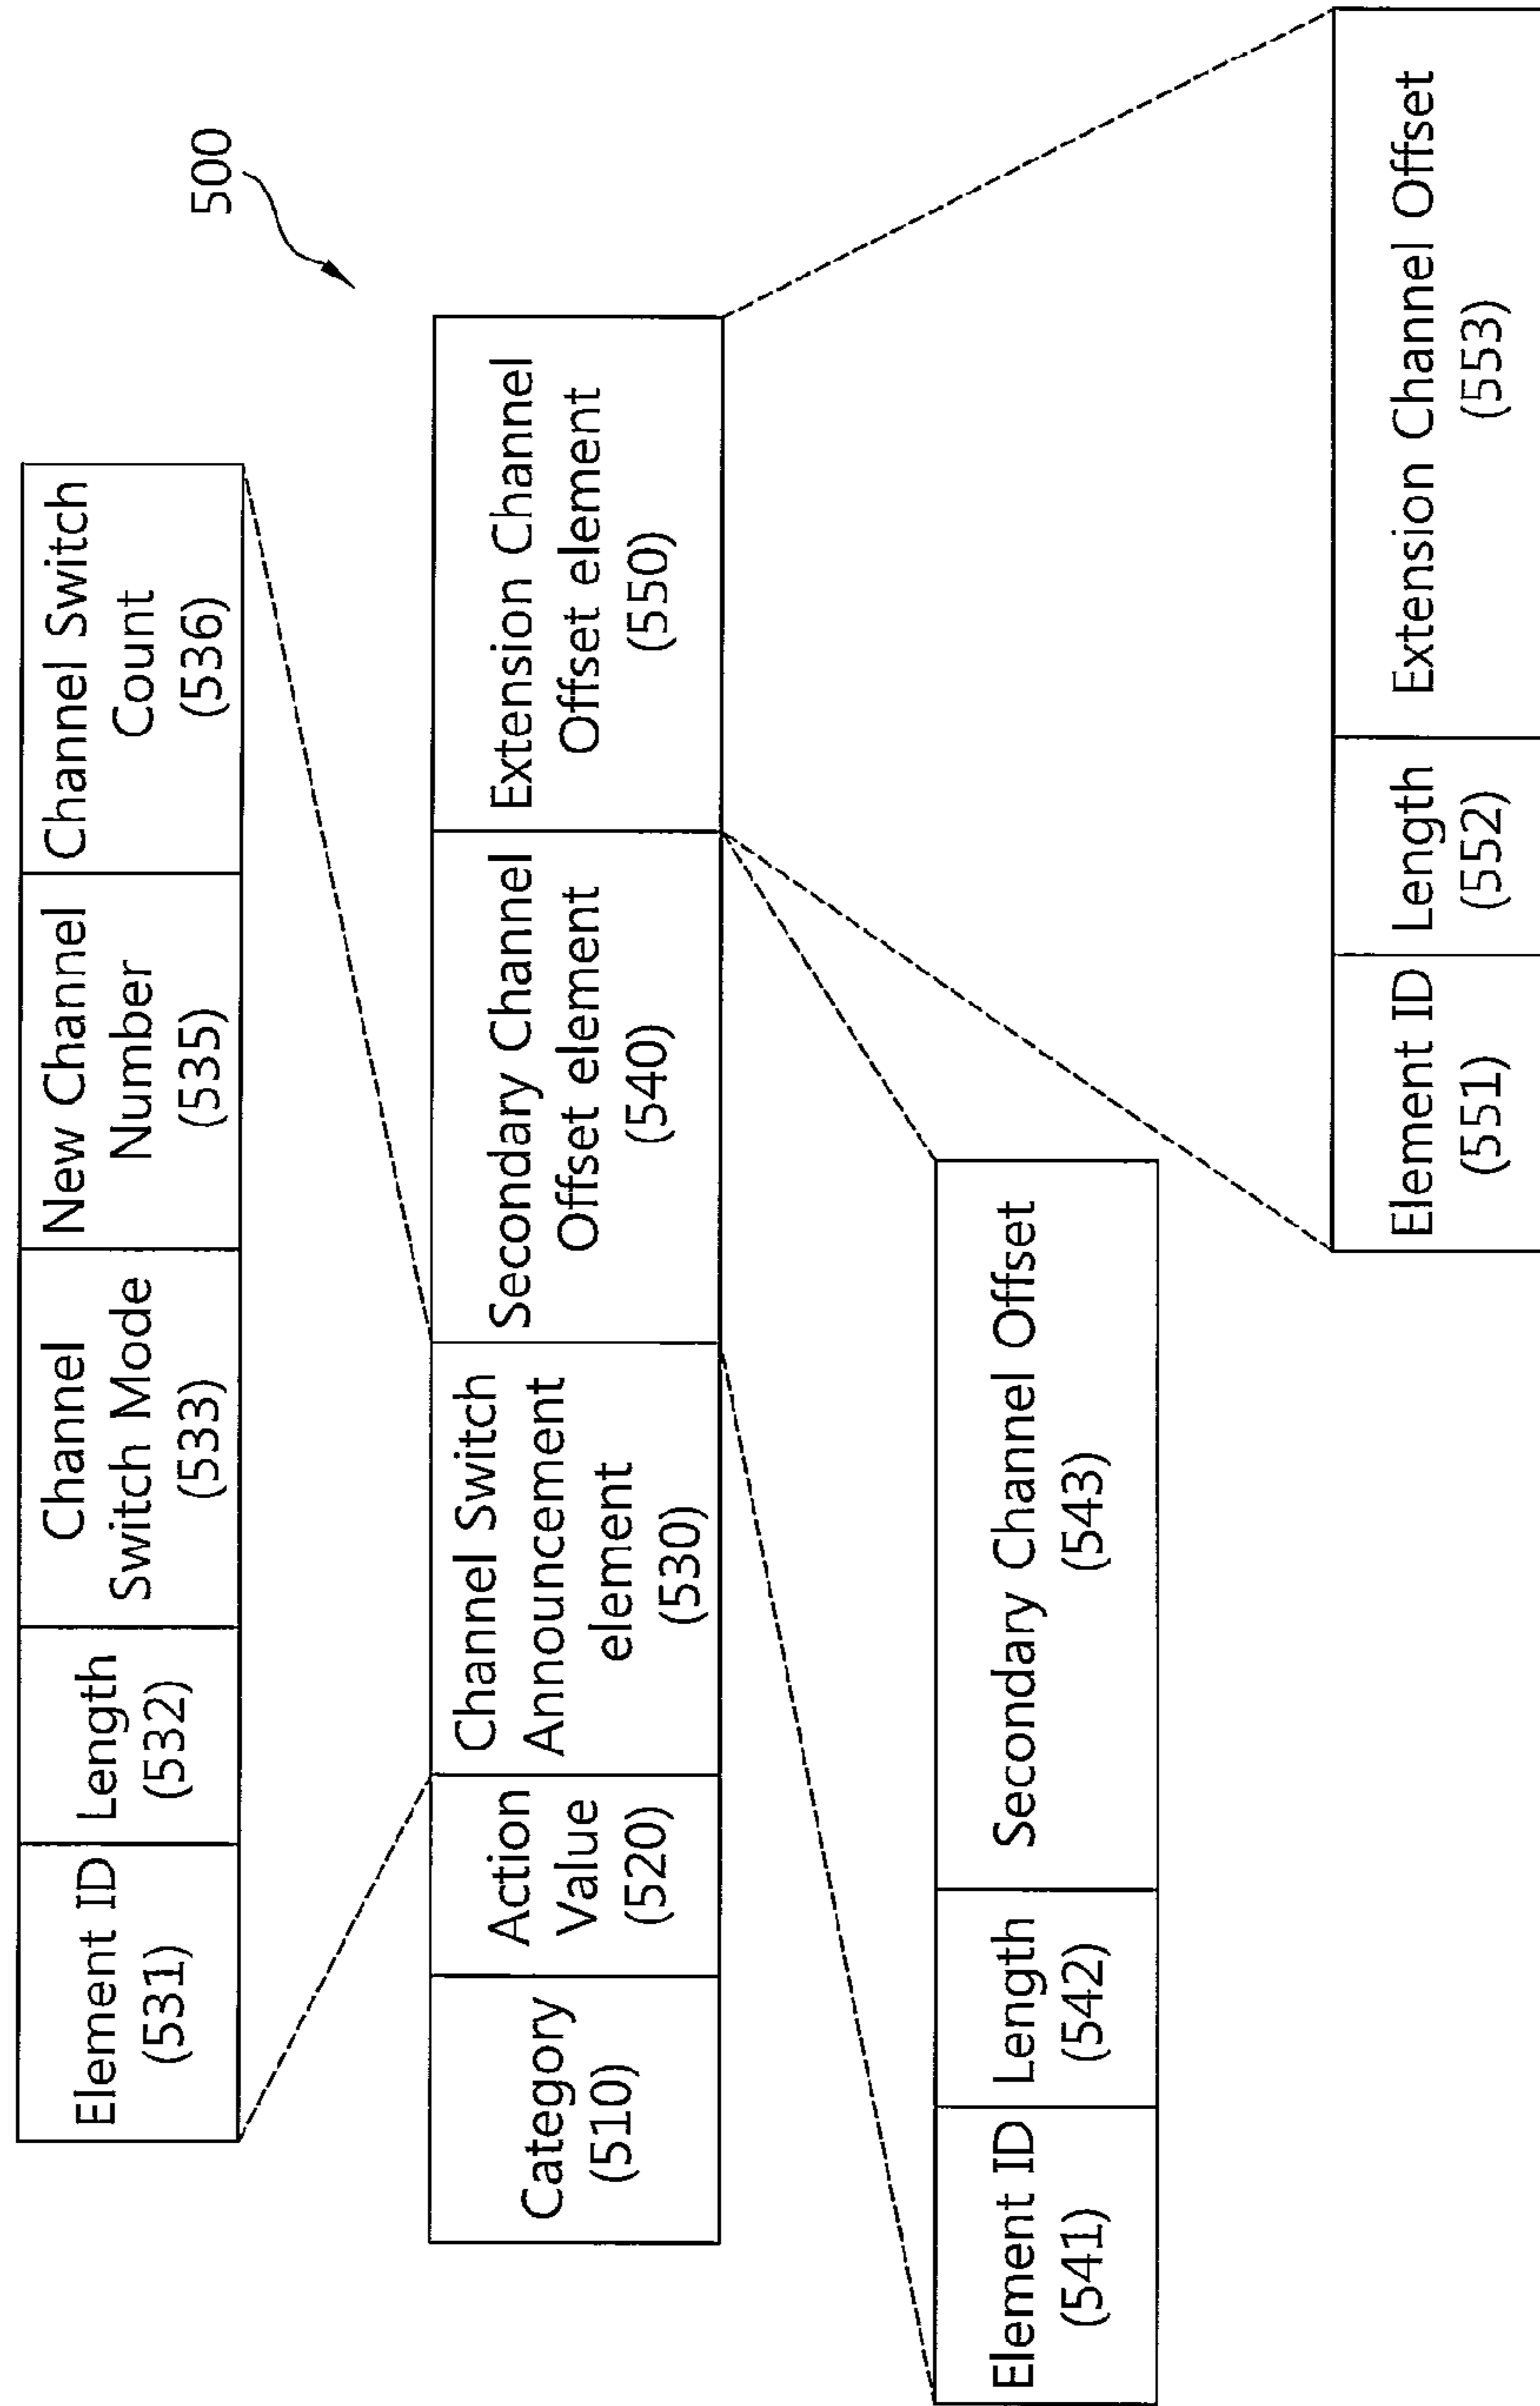 500
Element ID
(531)
Length
(532)
Channel
Switch Mode
(533)
New Channel
Number
(535)
Channel Switch
Count
(536)
Category
(510)
Action
Value
(520)
Channel Switch
Announcement
element
(530)
Secondary Channel
Offset element
(540)
Extension Channel
Offset element
(550)
Element ID
(541)
Length
(542)
Secondary Channel Offset
(543)
Element ID
(551)
Length
(552)
Extension Channel Offset
(553)